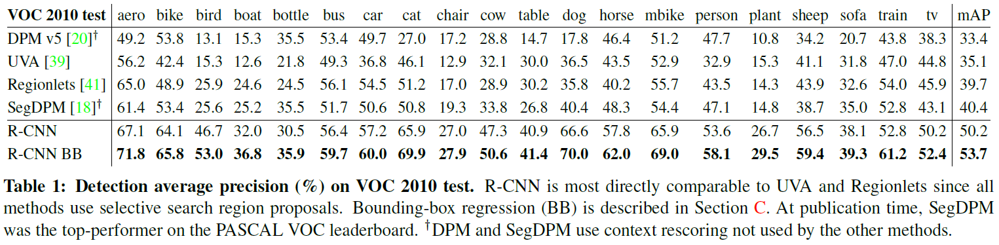 VOC 2010 test aero bike bird boat bottle bus car cat chair cow table dog horse mbike person plant sheep sofa train tv mAP
DPM v5 [20]† 49.2 53.8 13.1 15.3 35.5 53.4 49.7 27.0 17.2 28.8 14.7 17.8 46.4 51.2 47.7 10.8 34.2 20.7 43.8 38.3 33.4
UVA [39] 56.2 42.4 15.3 12.6 21.8 49.3 36.8 46.1 12.9 32.1 30.0 36.5 43.5 52.9 32.9 15.3 41.1 31.8 47.0 44.8 35.1
Regionlets [41] 65.0 48.9 25.9 24.6 24.5 56.1 54.5 51.2 17.0 28.9 30.2 35.8 40.2 55.7 43.5 14.3 43.9 32.6 54.0 45.9 39.7
SegDPM [18]† 61.4 53.4 25.6 25.2 35.5 51.7 50.6 50.8 19.3 33.8 26.8 40.4 48.3 54.4 47.1 14.8 38.7 35.0 52.8 43.1 40.4
R-CNN 67.1 64.1 46.7 32.0 30.5 56.4 57.2 65.9 27.0 47.3 40.9 66.6 57.8 65.9 53.6 26.7 56.5 38.1 52.8 50.2 50.2
R-CNN BB 71.8 65.8 53.0 36.8 35.9 59.7 60.0 69.9 27.9 50.6 41.4 70.0 62.0 69.0 58.1 29.5 59.4 39.3 61.2 52.4 53.7
Table 1: Detection average precision (%) on VOC 2010 test. R-CNN is most directly comparable to UVA and Regionlets since all
methods use selective search region proposals. Bounding-box regression (BB) is described in Section C. At publication time, SegDPM
was the top-performer on the PASCAL VOC leaderboard. †DPM and SegDPM use context rescoring not used by the other methods.